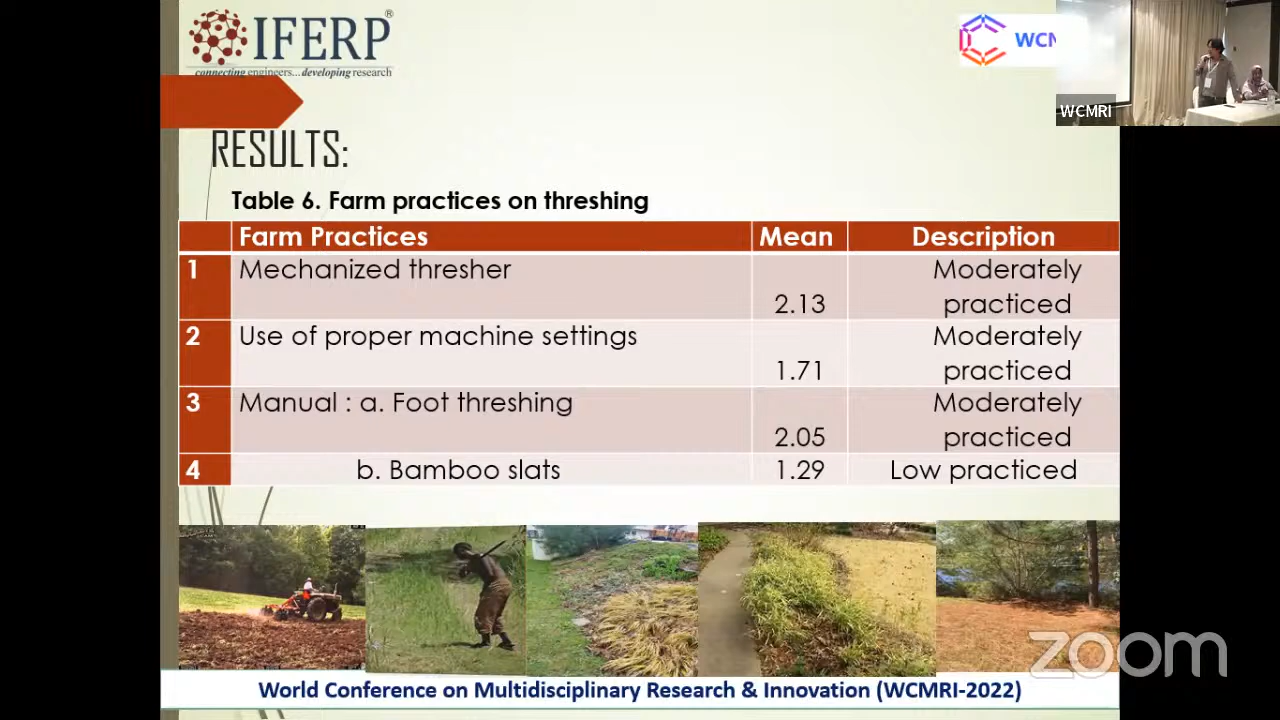 IFERP®
connecting engineers...developing research
WCM
WCMRI
RESULTS:
Table 6. Farm practices on threshing
Farm Practices Mean Description
1 Mechanized thresher 2.13 Moderately practiced
2 Use of proper machine settings 1.71 Moderately practiced
3 Manual : a. Foot threshing 2.05 Moderately practiced
4 b. Bamboo slats 1.29 Low practiced
zoom
World Conference on Multidisciplinary Research & Innovation (WCMRI-2022)